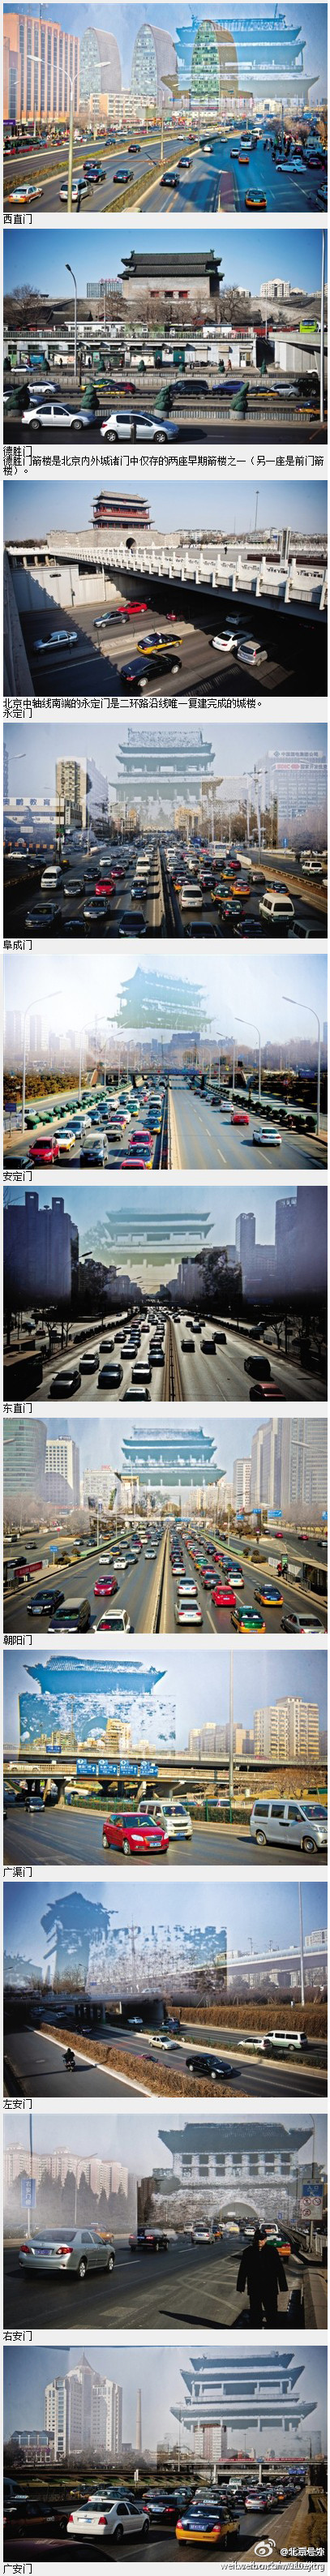 西直门
德胜门
德胜门箭楼是北京内外城诸门中仅存的两座早期箭楼之一（另一座是前门箭
楼）。
北京中轴线南端的永定门是二环路沿线唯一复建完成的城楼。
永定门
阜成门
安定门
东直门
朝阳门
广渠门
左安门
右安门
广安门
@北京号外